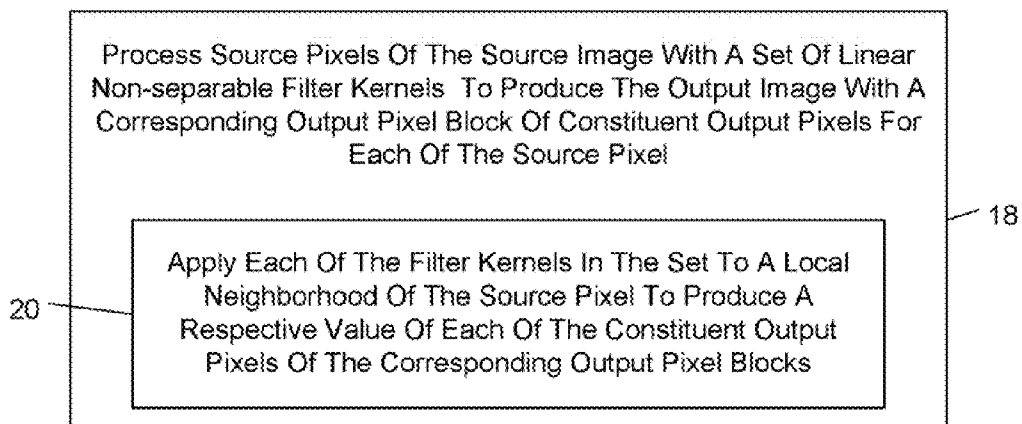 Process Source Pixels Of The Source Image With A Set Of Linear
Non-separable Filter Kernels To Produce The Output Image With A
Corresponding Output Pixel Block Of Constituent Output Pixels For
Each Of The Source Pixel
18
Apply Each Of The Filter Kernels In The Set To A Local
Neighborhood Of The Source Pixel To Produce A
Respective Value Of Each Of The Constituent Output
Pixels Of The Corresponding Output Pixel Blocks
20